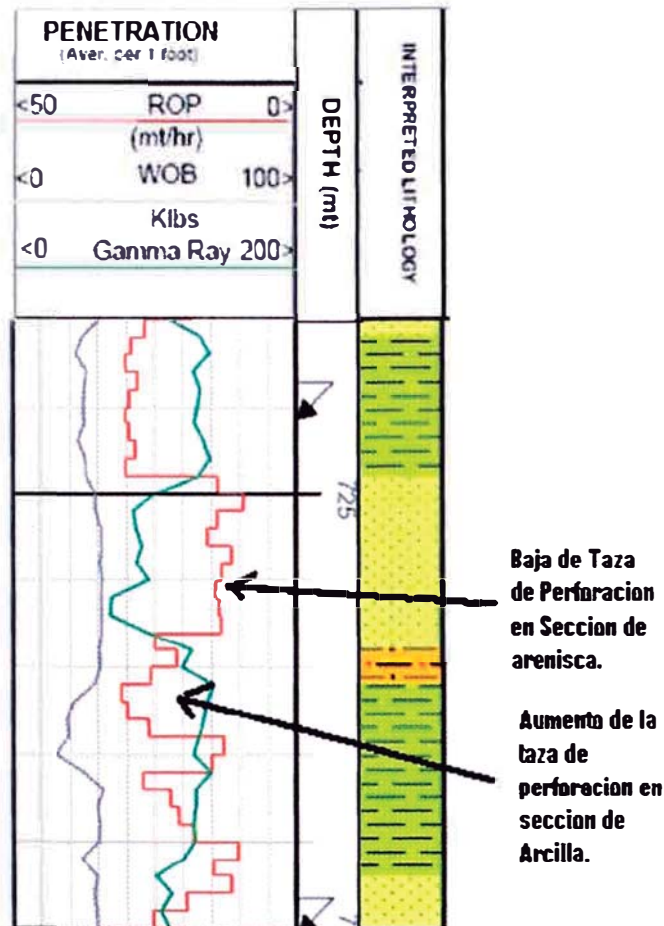 PENETRATION
(Aver. per 1 foot)
<50 ROP 0>
(mt/hr)
<0 WOB 100>
Klbs
<0 Gamma Ray 200>
DEPTH (mt)
INTERPRETED LITHOLOGY
725
Baja de Taza
de Perforacion
en Seccion de
arenisca.
Aumento de la
taza de
perforacion en
seccion de
Arcilla.